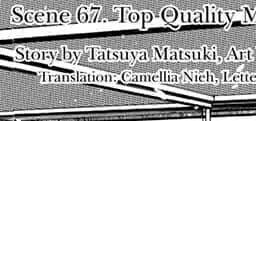 Scene 67. Top Quality M
Story by Tatsuya Matsuki, Art
Translation: Camellia Nieh, Lette